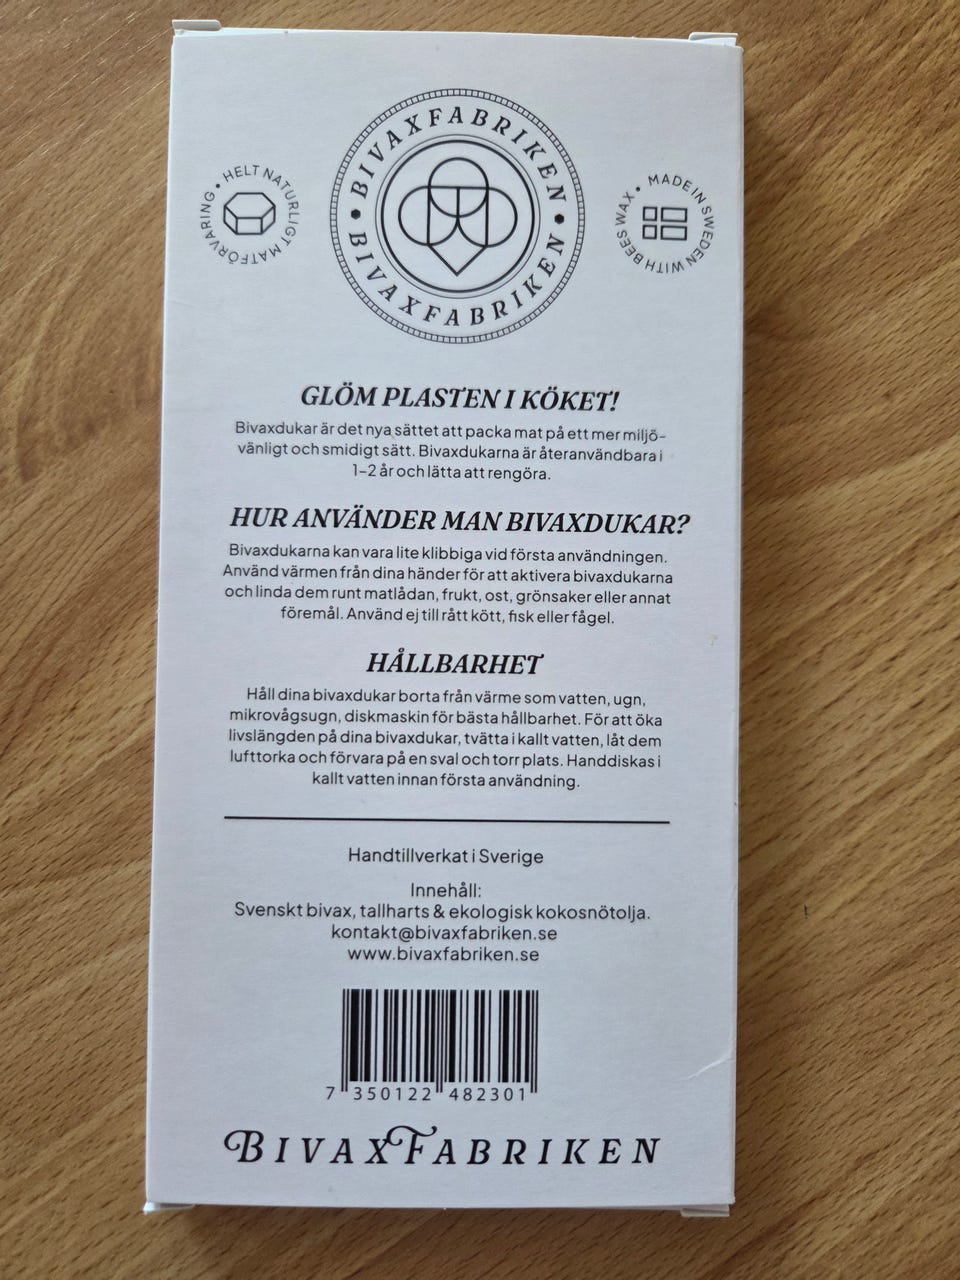 BIVAXFABRIKEN • BIVAXFABRIKEN •
HELT NATURLIGT MATFÖRVARING •
MADE IN SWEDEN WITH BEES WAX •
GLÖM PLASTEN I KÖKET!
Bivaxdukar är det nya sättet att packa mat på ett mer miljö-
vänligt och smidigt sätt. Bivaxdukarna är återanvändbara i
1-2 år och lätta att rengöra.
HUR ANVÄNDER MAN BIVAXDUKAR?
Bivaxdukarna kan vara lite klibbiga vid första användningen.
Använd värmen från dina händer för att aktivera bivaxdukarna
och linda dem runt matlådan, frukt, ost, grönsaker eller annat
föremål. Använd ej till rått kött, fisk eller fågel.
HÅLLBARHET
Håll dina bivaxdukar borta från värme som vatten, ugn,
mikrovågsugn, diskmaskin för bästa hållbarhet. För att öka
livslängden på dina bivaxdukar, tvätta i kallt vatten, låt dem
lufttorka och förvara på en sval och torr plats. Handdiskas i
kallt vatten innan första användning.
Handtillverkat i Sverige
Innehåll:
Svenskt bivax, tallharts & ekologisk kokosnötolja.
kontakt@bivaxfabriken.se
www.bivaxfabriken.se
7 350122 482301
BIVAXFABRIKEN